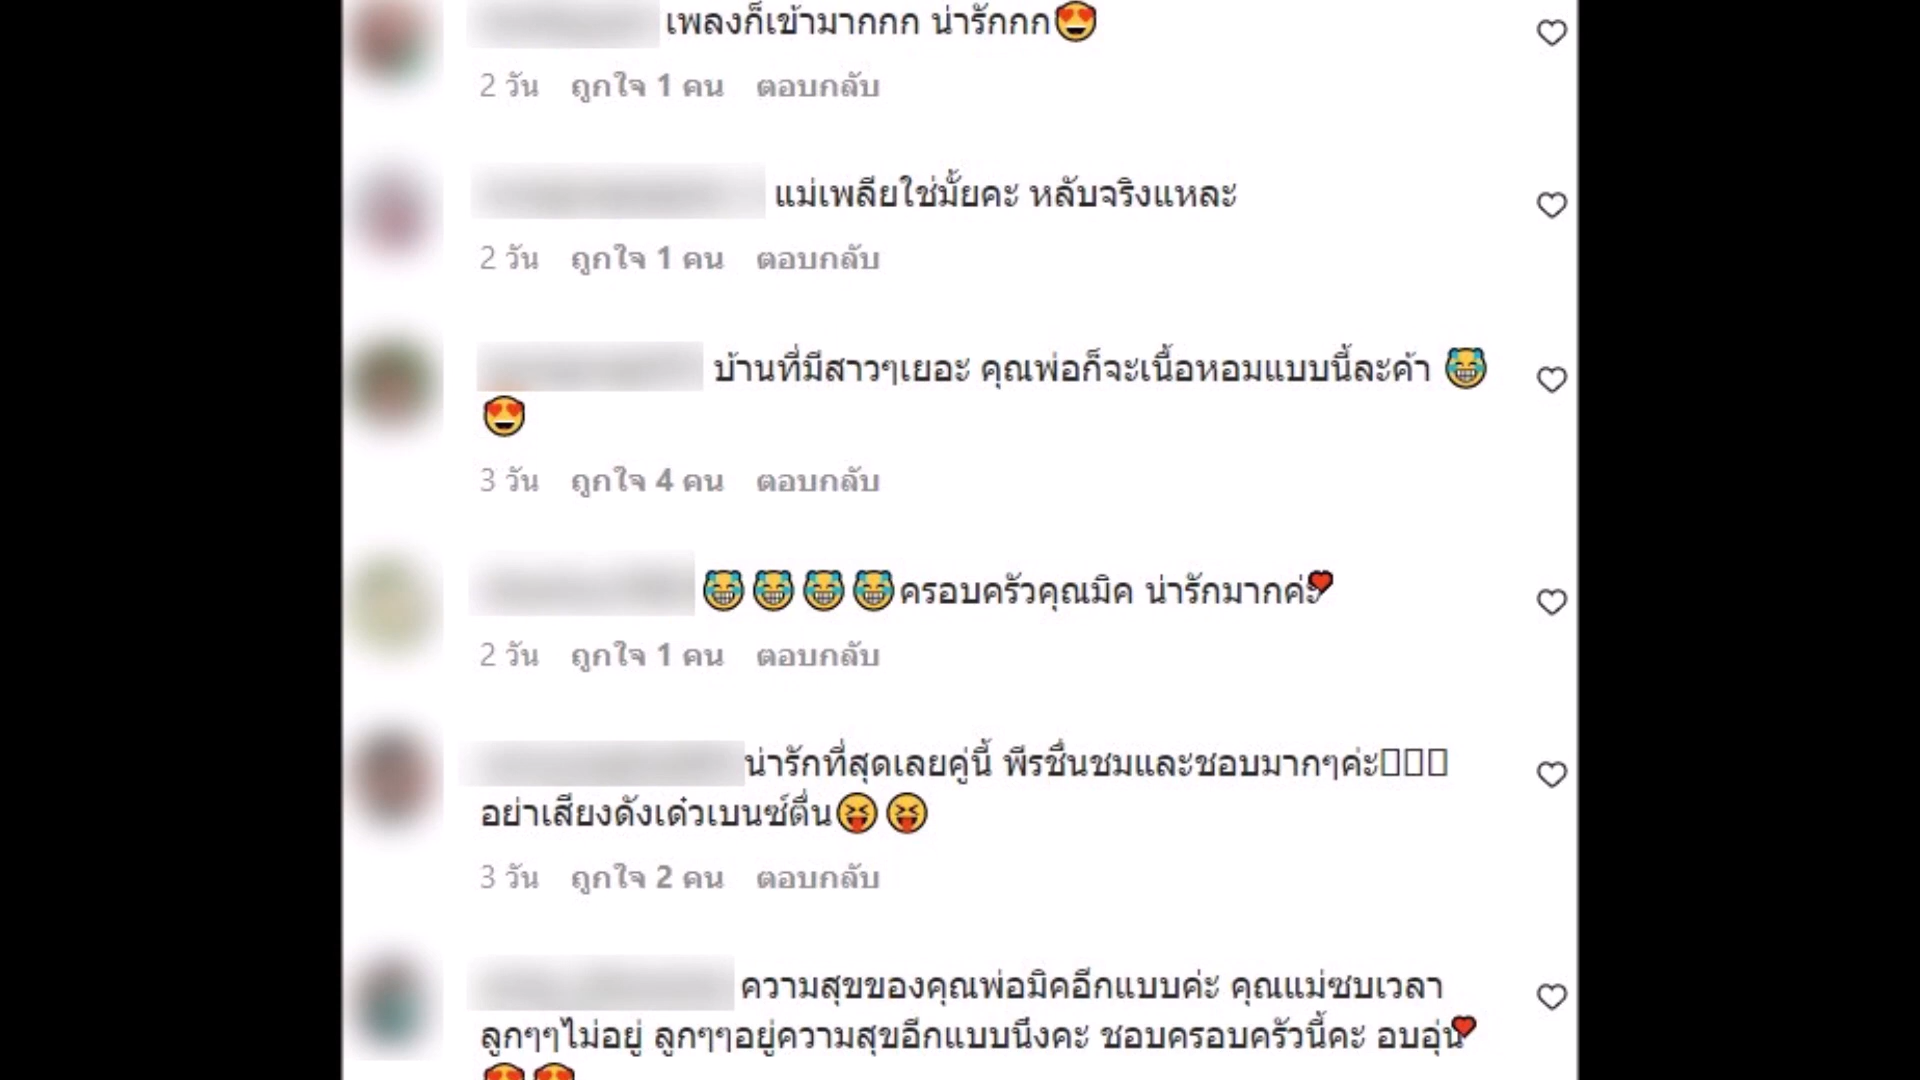 เพลงก็เข้ามากกก น่ารักกก😍
2 วัน ถูกใจ 1 คน ตอบกลับ
แม่เพลียใช่มั้ยคะ หลับจริงแหละ
2 วัน ถูกใจ 1 คน ตอบกลับ
บ้านที่มีสาวๆเยอะ คุณพ่อก็จะเนื้อหอมแบบนี้ละค้า 😹
😍
3 วัน ถูกใจ 4 คน ตอบกลับ
😹😹😹😹ครอบครัวคุณมิค น่ารักมากค่ะ❤
2 วัน ถูกใจ 1 คน ตอบกลับ
น่ารักที่สุดเลยคู่นี้ พีรชื่นชมและชอบมากๆค่ะ
อย่าเสียงดังเด๋วเบนซ์ตื่น😝😝
3 วัน ถูกใจ 2 คน ตอบกลับ
ความสุขของคุณพ่อมิคอีกแบบค่ะ คุณแม่ซบเวลา
ลูกๆๆไม่อยู่ ลูกๆๆอยู่ความสุขอีกแบบนึงคะ ชอบครอบครัวนี้คะ อบอุ่น❤
😍😍